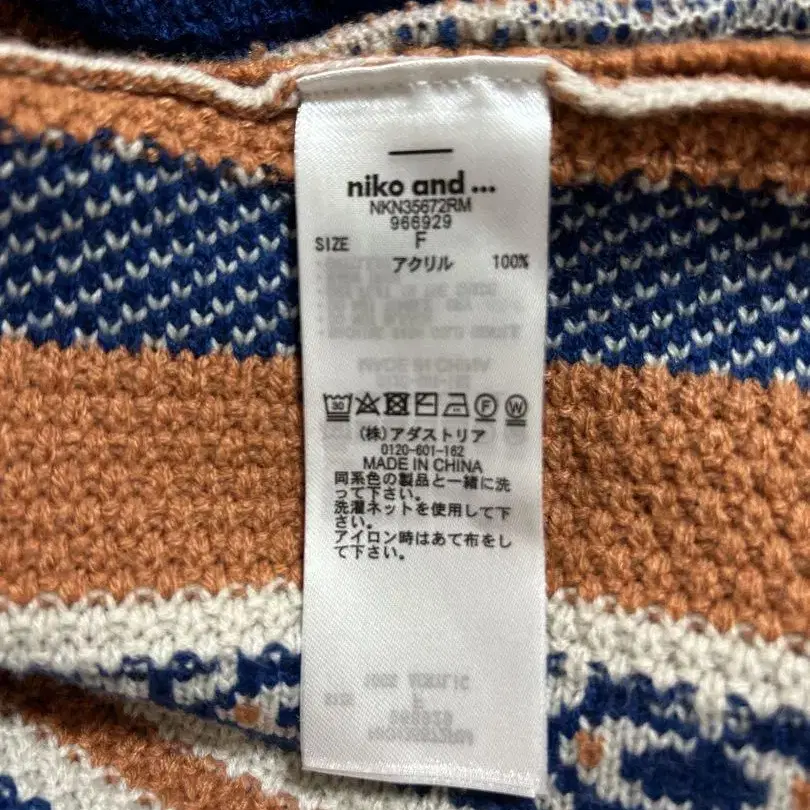 niko and ...
NKN35672RM
966929
SIZE F
アクリル 100%
30
F W
(株)アダストリア
0120-601-162
MADE IN CHINA
同系色の製品と一緒に洗
って下さい。
洗濯ネットを使用して下
さい。
アイロン時はあて布をし
て下さい。